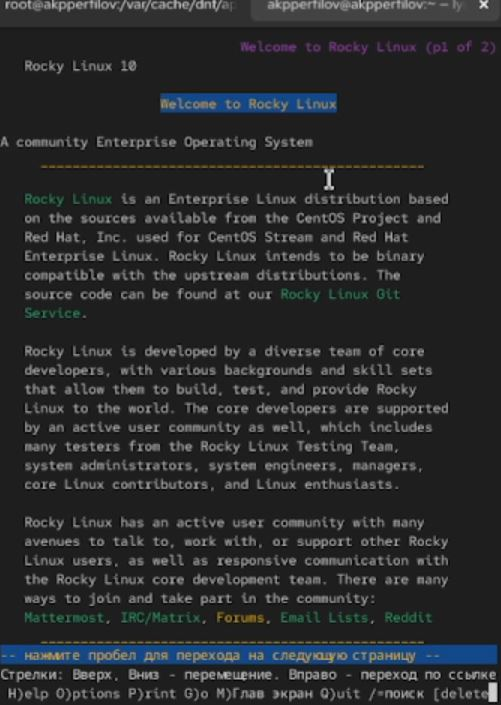 root@akpperfilov:/var/cache/dnf/ap akpperfilov@akpperfilov:~ — ly
Welcome to Rocky Linux (p1 of 2)
Rocky Linux 10
Welcome to Rocky Linux
A community Enterprise Operating System
Rocky Linux is an Enterprise Linux distribution based
on the sources available from the CentOS Project and
Red Hat, Inc. used for CentOS Stream and Red Hat
Enterprise Linux. Rocky Linux intends to be binary
compatible with the upstream distributions. The
source code can be found at our Rocky Linux Git
Service.
Rocky Linux is developed by a diverse team of core
developers, with various backgrounds and skill sets
that allow them to build, test, and provide Rocky
Linux to the world. The core developers are supported
by an active user community as well, which includes
many testers from the Rocky Linux Testing Team,
system administrators, system engineers, managers,
core Linux contributors, and Linux enthusiasts.
Rocky Linux has an active user community with many
avenues to talk to, work with, or support other Rocky
Linux users, as well as responsive communication with
the Rocky Linux core development team. There are many
ways to join and take part in the community:
Mattermost, IRC/Matrix, Forums, Email Lists, Reddit
-- нажмите пробел для перехода на следующую страницу --
Стрелки: Вверх, Вниз - перемещение. Вправо - переход по ссылке
H)elp O)ptions P)rint G)o M)Глав экран Q)uit /=поиск [delete